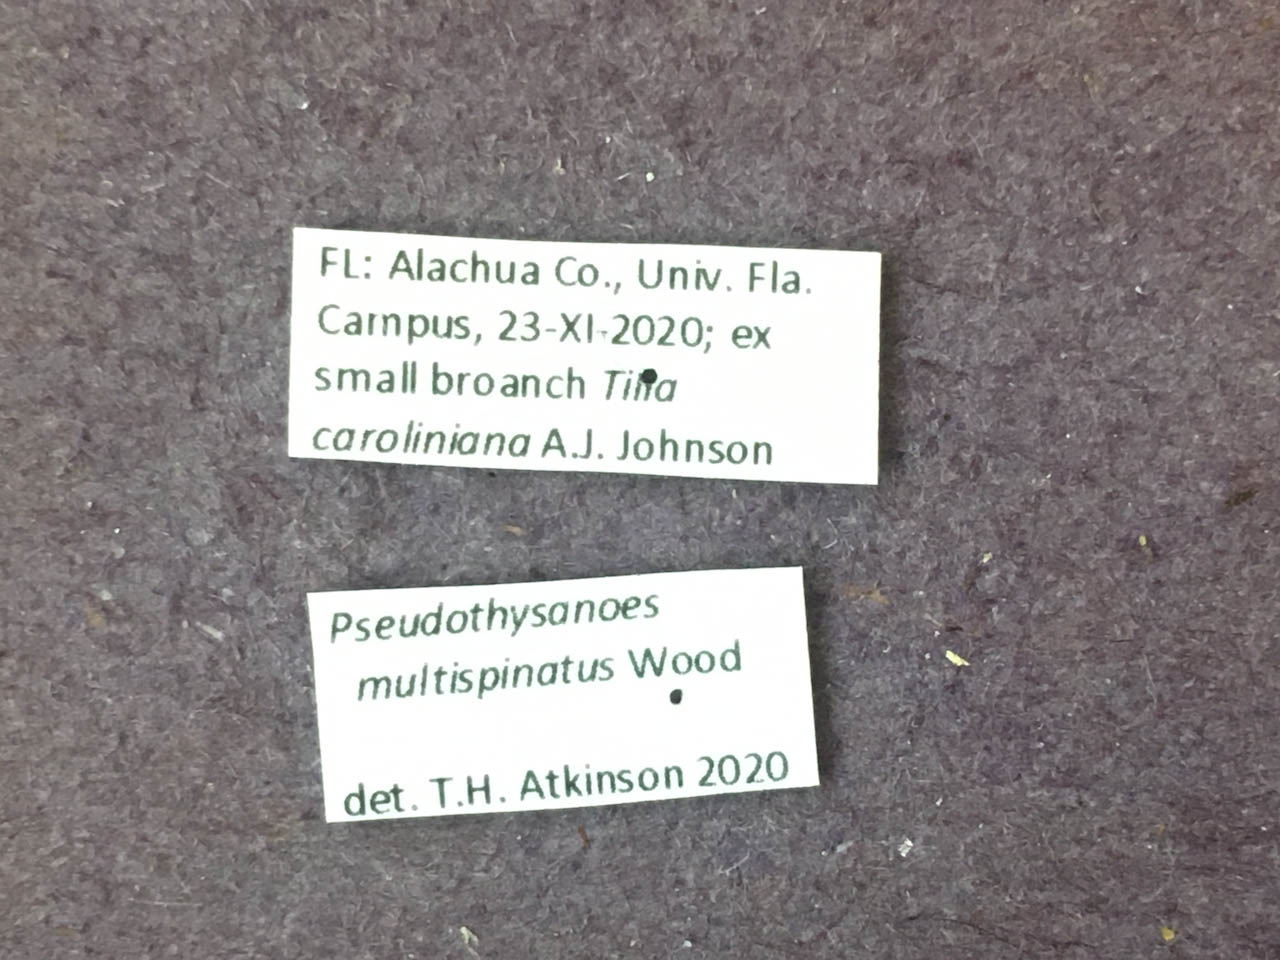 FL: Alachua Co., Univ. Fla.
Campus, 23-XI-2020; ex
small broanch Tilia
caroliniana A.J. Johnson
Pseudothysanoes
multispinatus Wood
det. T.H. Atkinson 2020